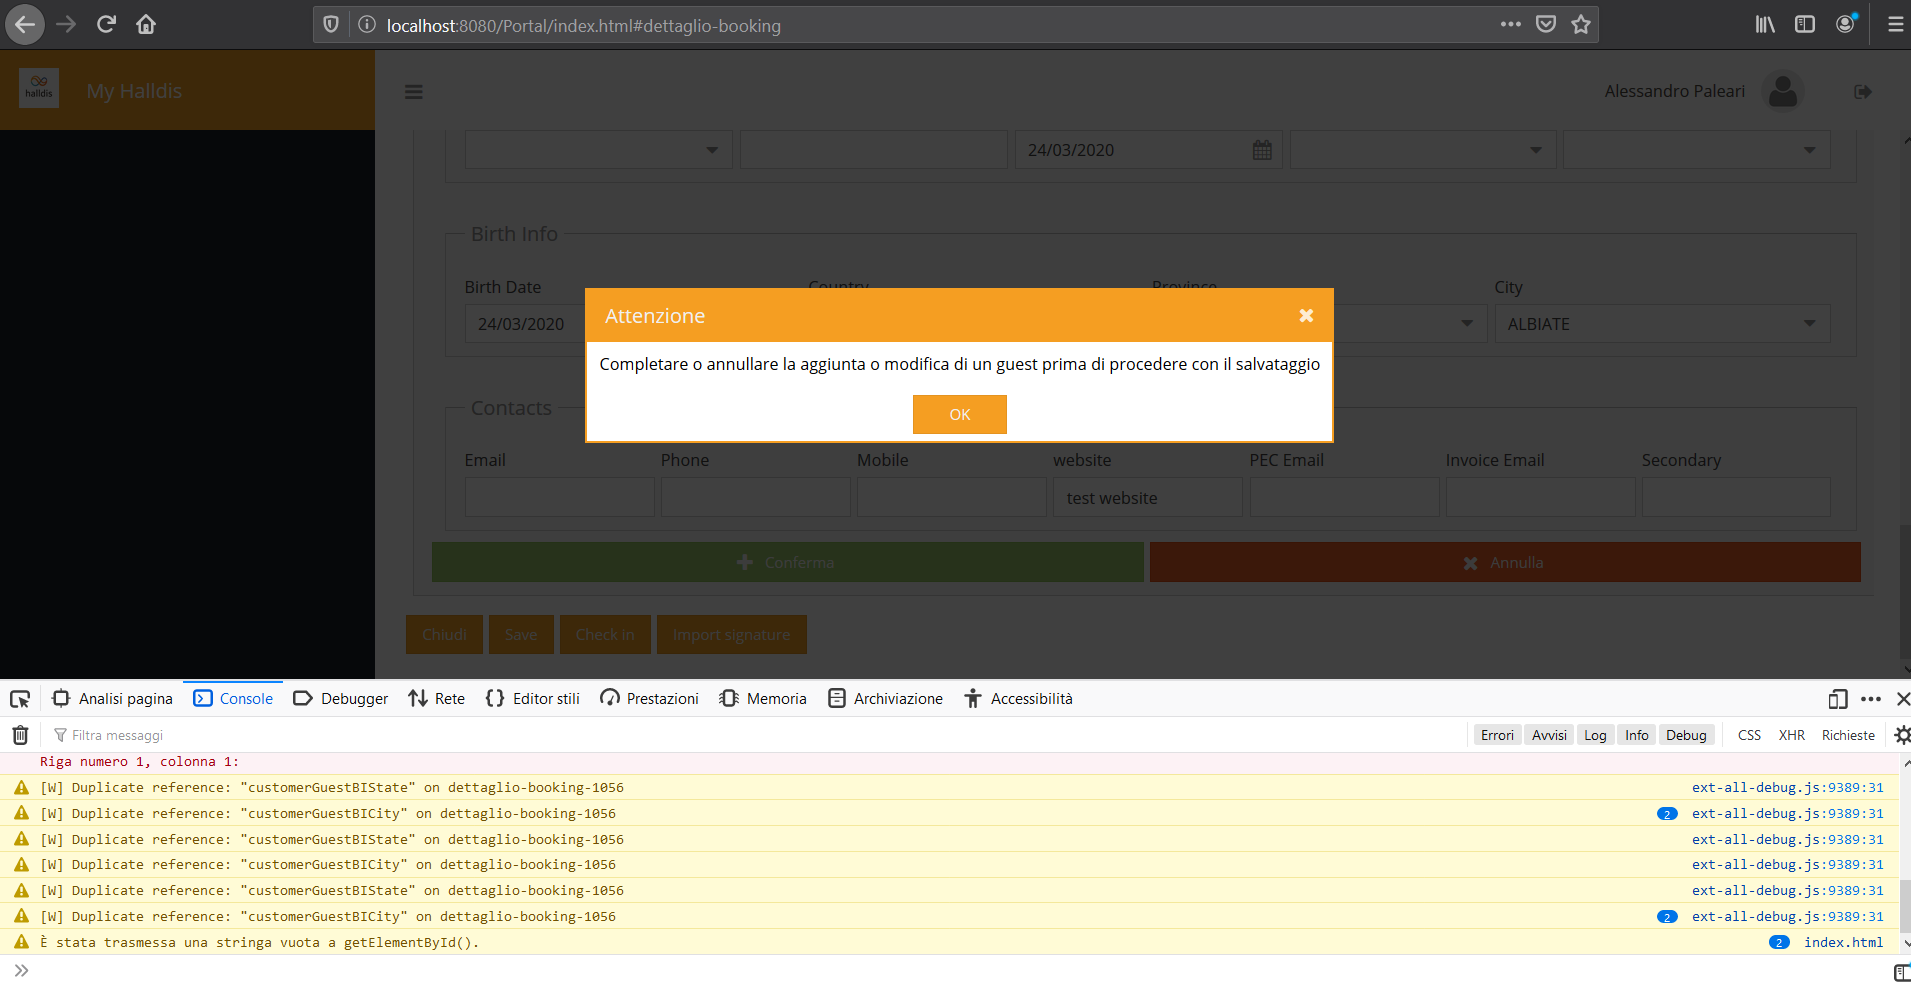 localhost:8080/Portal/index.html#dettaglio-booking
halldis
My Halldis
Alessandro Paleari
24/03/2020
Birth Info
Birth Date
Country
Province
City
24/03/2020
ALBIATE
Attenzione
Completare o annullare la aggiunta o modifica di un guest prima di procedere con il salvataggio
OK
Contacts
Email Phone Mobile website PEC Email Invoice Email Secondary
test website
Conferma
Annulla
Chiudi Save Check in Import signature
Analisi pagina Console Debugger Rete Editor stili Prestazioni Memoria Archiviazione Accessibilità
Filtra messaggi
Errori Avvisi Log Info Debug CSS XHR Richieste
Riga numero 1, colonna 1:
[W] Duplicate reference: "customerGuestBIState" on dettaglio-booking-1056 ext-all-debug.js:9389:31
[W] Duplicate reference: "customerGuestBICity" on dettaglio-booking-1056 2 ext-all-debug.js:9389:31
[W] Duplicate reference: "customerGuestBIState" on dettaglio-booking-1056 ext-all-debug.js:9389:31
[W] Duplicate reference: "customerGuestBICity" on dettaglio-booking-1056 ext-all-debug.js:9389:31
[W] Duplicate reference: "customerGuestBIState" on dettaglio-booking-1056 ext-all-debug.js:9389:31
[W] Duplicate reference: "customerGuestBICity" on dettaglio-booking-1056 2 ext-all-debug.js:9389:31
È stata trasmessa una stringa vuota a getElementById(). 2 index.html